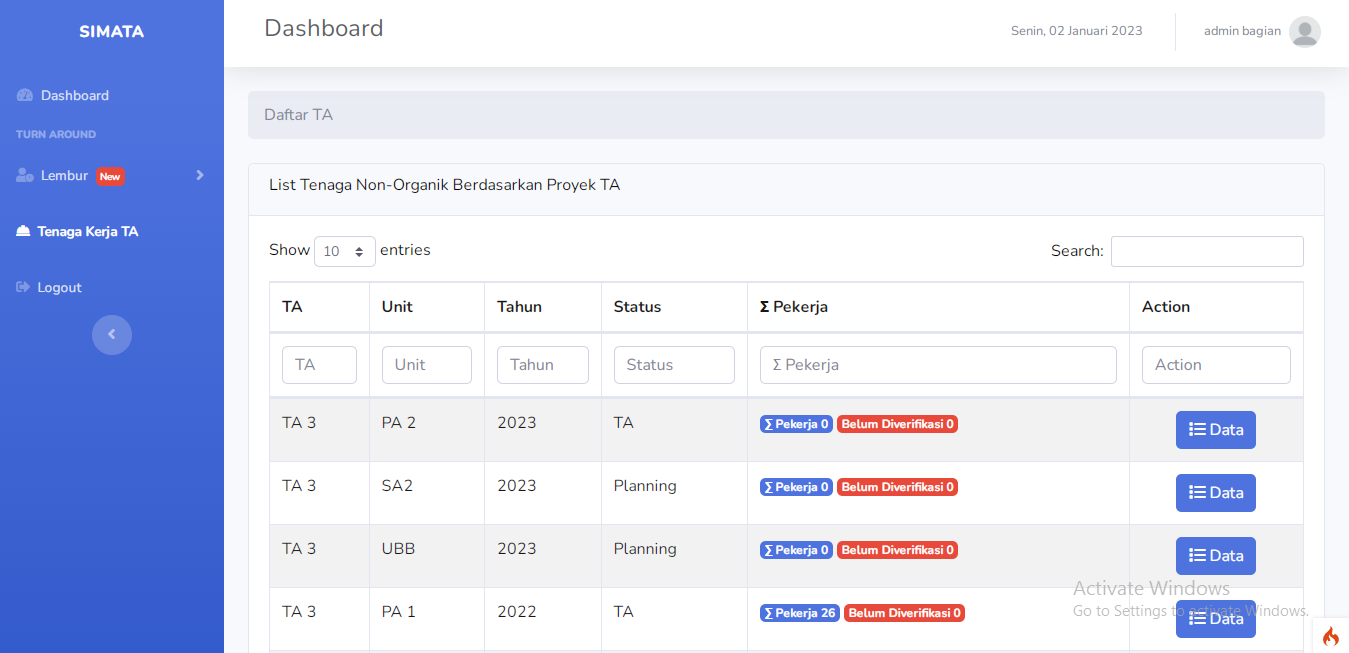 SIMATA
Dashboard
Senin, 02 Januari 2023
admin bagian
Dashboard
TURN AROUND
Lembur New
Tenaga Kerja TA
Logout
Daftar TA
List Tenaga Non-Organik Berdasarkan Proyek TA
Show 10 entries
Search:
TA Unit Tahun Status Σ Pekerja Action
TA Unit Tahun Status Σ Pekerja Action
TA 3 PA 2 2023 TA ∑ Pekerja 0 Belum Diverifikasi 0 Data
TA 3 SA2 2023 Planning ∑ Pekerja 0 Belum Diverifikasi 0 Data
TA 3 UBB 2023 Planning ∑ Pekerja 0 Belum Diverifikasi 0 Data
TA 3 PA 1 2022 TA ∑ Pekerja 26 Belum Diverifikasi 0 Data
Activate Windows
Go to Settings to activate Windows.